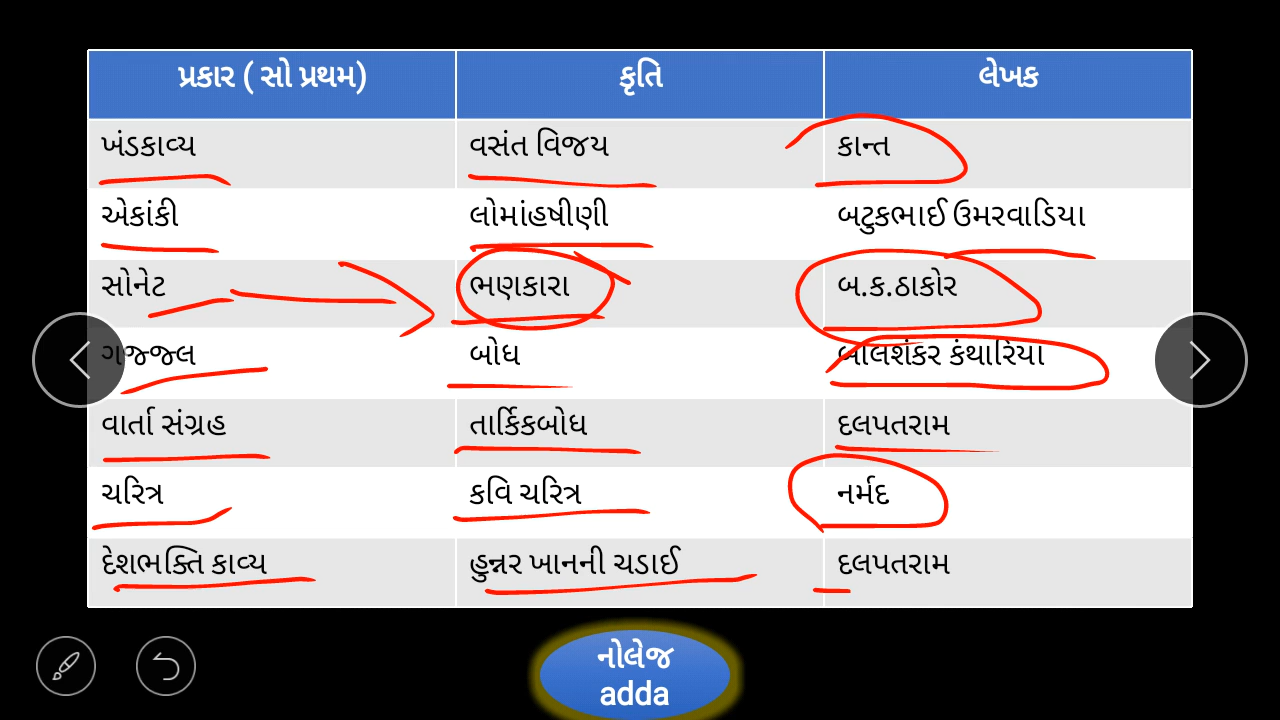 પ્રકાર ( સો પ્રથમ) કૃતિ લેખક
ખંડકાવ્ય વસંત વિજય કાન્ત
એકાંકી લોમાંહષીણી બટુકભાઈ ઉમરવાડિયા
સોનેટ ભણકારા બ.ક.ઠાકોર
ગજ્જ્લ બોધ બાલશંકર કંથારિયા
વાર્તા સંગ્રહ તાર્કિકબોધ દલપતરામ
ચરિત્ર કવિ ચરિત્ર નર્મદ
દેશભક્તિ કાવ્ય હુન્નર ખાનની ચડાઈ દલપતરામ
નોલેજ
adda